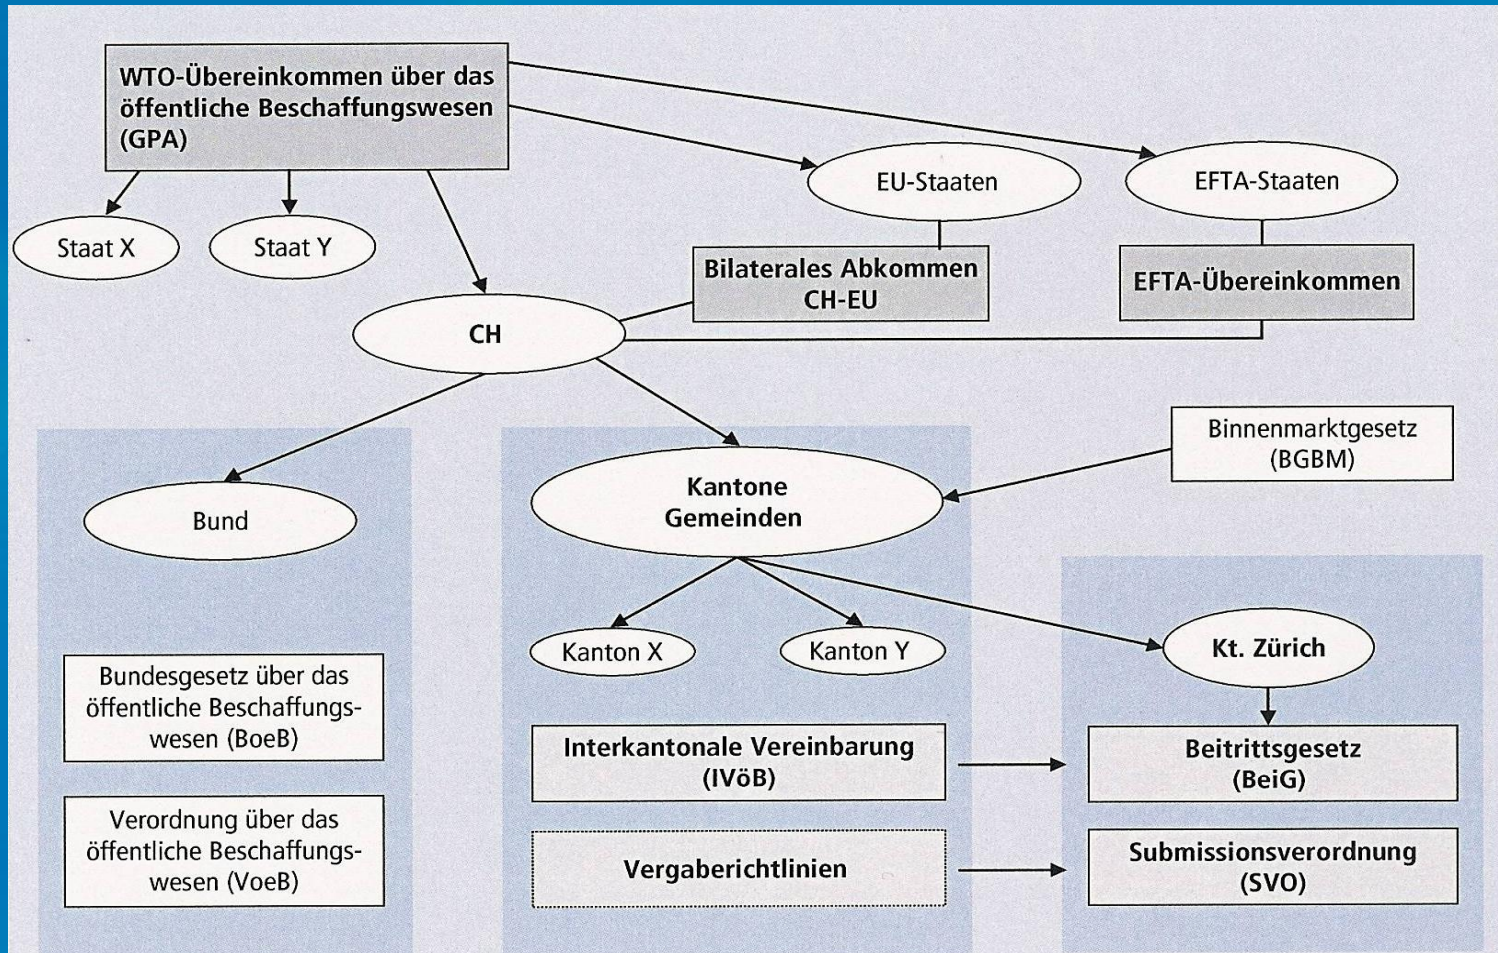 WTO-Übereinkommen über das
öffentliche Beschaffungswesen
(GPA)
EU-Staaten
EFTA-Staaten
Staat X
Staat Y
Bilaterales Abkommen
CH-EU
EFTA-Übereinkommen
CH
Binnenmarktgesetz
(BGBM)
Bund
Kantone
Gemeinden
Kanton X
Kanton Y
Kt. Zürich
Bundesgesetz über das
öffentliche Beschaffungs-
wesen (BoeB)
Interkantonale Vereinbarung
(IVöB)
Beitrittsgesetz
(BeiG)
Verordnung über das
öffentliche Beschaffungs-
wesen (VoeB)
Vergaberichtlinien
Submissionsverordnung
(SVO)